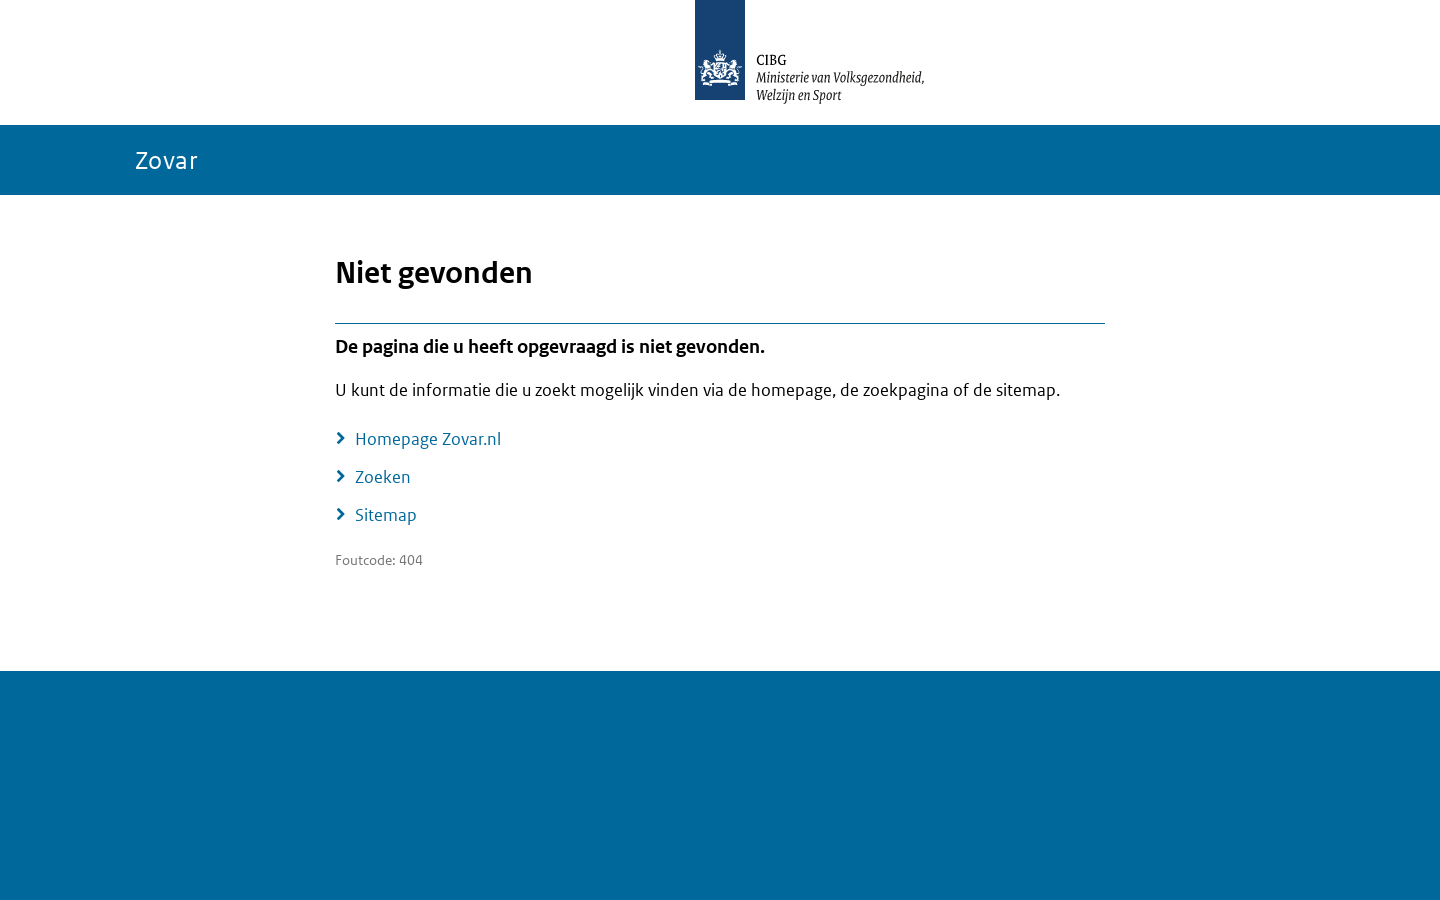 CIBG
Ministerie van Volksgezondheid,
Welzijn en Sport
Zovar
Niet gevonden
De pagina die u heeft opgevraagd is niet gevonden.
U kunt de informatie die u zoekt mogelijk vinden via de homepage, de zoekpagina of de sitemap.
Homepage Zovar.nl
Zoeken
Sitemap
Foutcode: 404